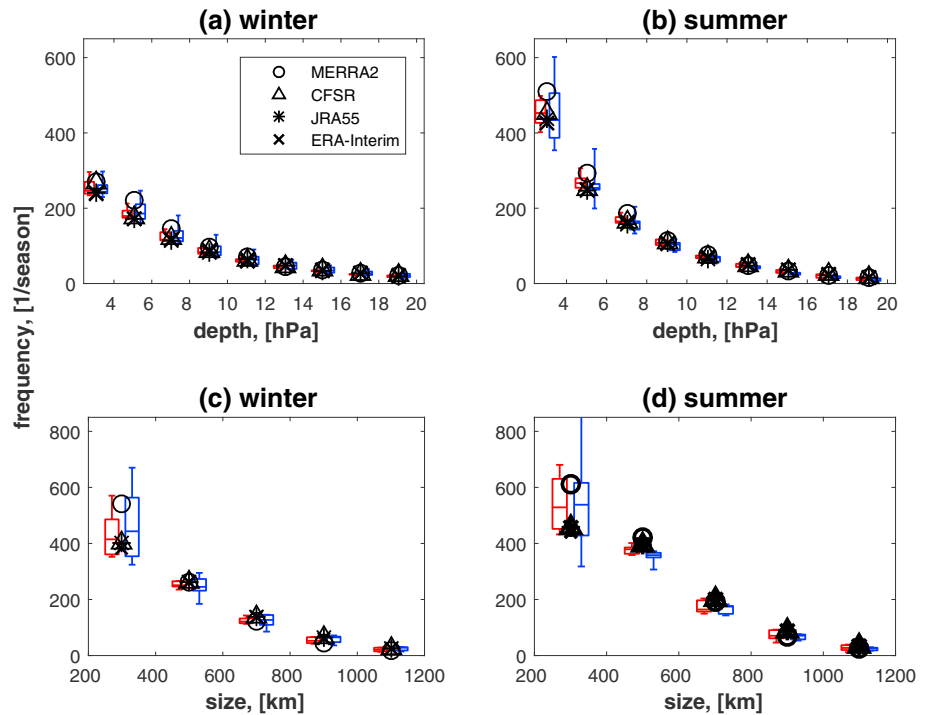 (a) winter
(b) summer
600
400
200
0
MERRA2
CFSR
JRA55
ERA-Interim
4 6 8 10 12 14 16 18 20
depth, [hPa]
600
400
200
0
4 6 8 10 12 14 16 18 20
depth, [hPa]
frequency, [1/season]
(c) winter
(d) summer
800
600
400
200
0
200 400 600 800 1000 1200
size, [km]
800
600
400
200
0
200 400 600 800 1000 1200
size, [km]